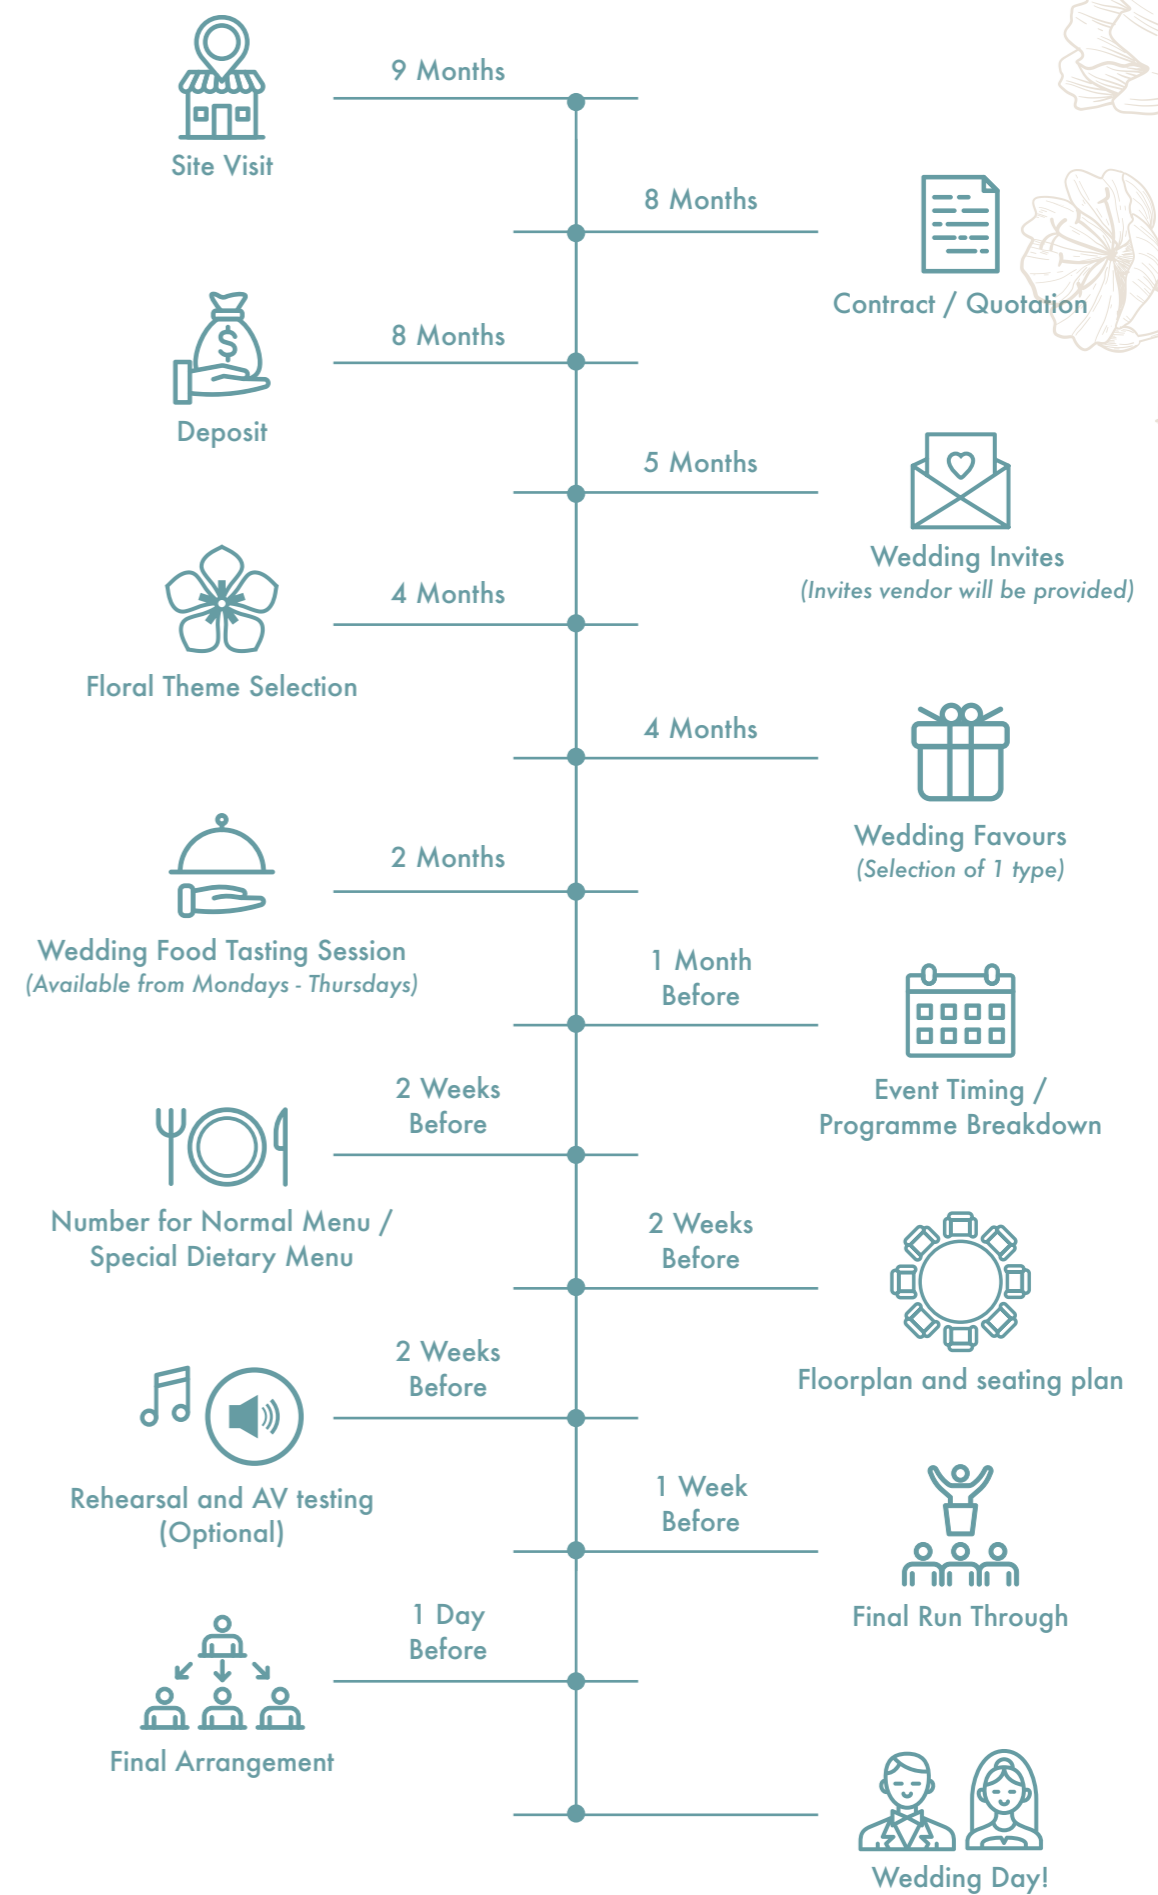 9 Months
Site Visit
8 Months
Contract / Quotation
8 Months
Deposit
5 Months
Wedding Invites
(Invites vendor will be provided)
4 Months
Floral Theme Selection
4 Months
Wedding Favours
(Selection of 1 type)
2 Months
Wedding Food Tasting Session
(Available from Mondays - Thursdays)
1 Month
Before
Event Timing /
Programme Breakdown
2 Weeks
Before
Number for Normal Menu /
Special Dietary Menu
2 Weeks
Before
Floorplan and seating plan
2 Weeks
Before
Rehearsal and AV testing
(Optional)
1 Week
Before
Final Run Through
1 Day
Before
Final Arrangement
Wedding Day!